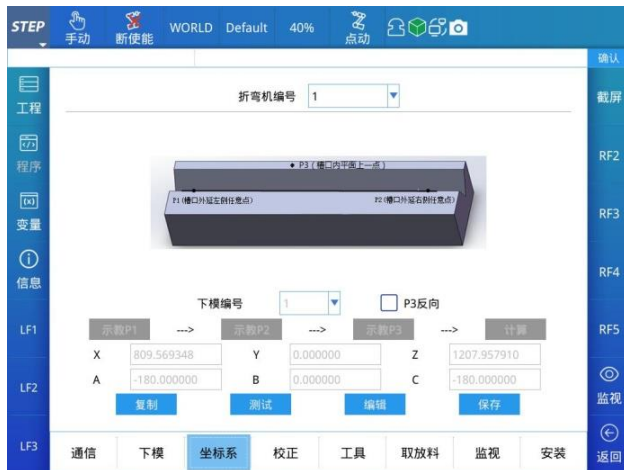 STEP
手动
断使能
WORLD
Default
40%
点动
确认
工程
程序
变量
信息
LF1
LF2
LF3
折弯机编号
1
P3（槽口内平面上一点）
P1（槽口外延左侧任意点）
P2（槽口外延右侧任意点）
下模编号
1
P3反向
示教P1 ---> 示教P2 ---> 示教P3 ---> 计算
X 809.569348 Y 0.000000 Z 1207.957910
A -180.000000 B 0.000000 C -180.000000
复制 测试 编辑 保存
通信 下模 坐标系 校正 工具 取放料 监视 安装
截屏
RF2
RF3
RF4
RF5
监视
返回